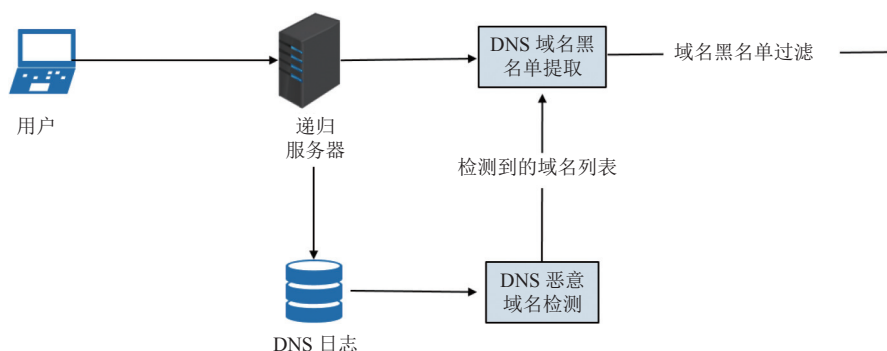 DNS 域名黑
名单提取
域名黑名单过滤
用户
递归
服务器
检测到的域名列表
DNS 恶意
域名检测
DNS 日志